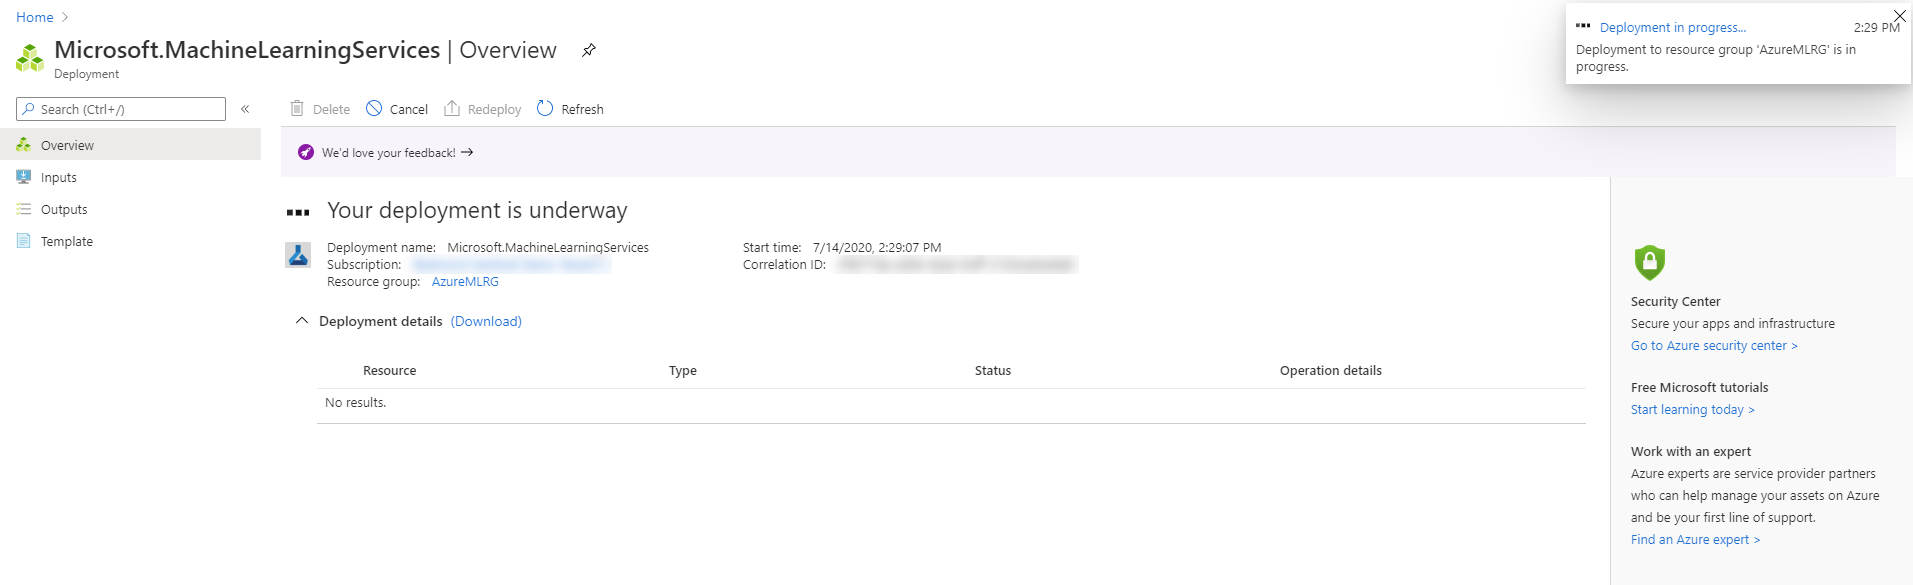 Home
Microsoft.MachineLearningServices | Overview
Deployment
Deployment in progress...
2:29 PM
Deployment to resource group 'AzureMLRG' is in
progress.
Search (Ctrl+/)
«
Delete
Cancel
Redeploy
Refresh
Overview
Inputs
Outputs
Template
We'd love your feedback! →
Your deployment is underway
Deployment name: Microsoft.MachineLearningServices
Subscription:
Resource group: AzureMLRG
Start time: 7/14/2020, 2:29:07 PM
Correlation ID:
Deployment details (Download)
Resource Type Status Operation details
No results.
Security Center
Secure your apps and infrastructure
Go to Azure security center >
Free Microsoft tutorials
Start learning today >
Work with an expert
Azure experts are service provider partners
who can help manage your assets on Azure
and be your first line of support.
Find an Azure expert >